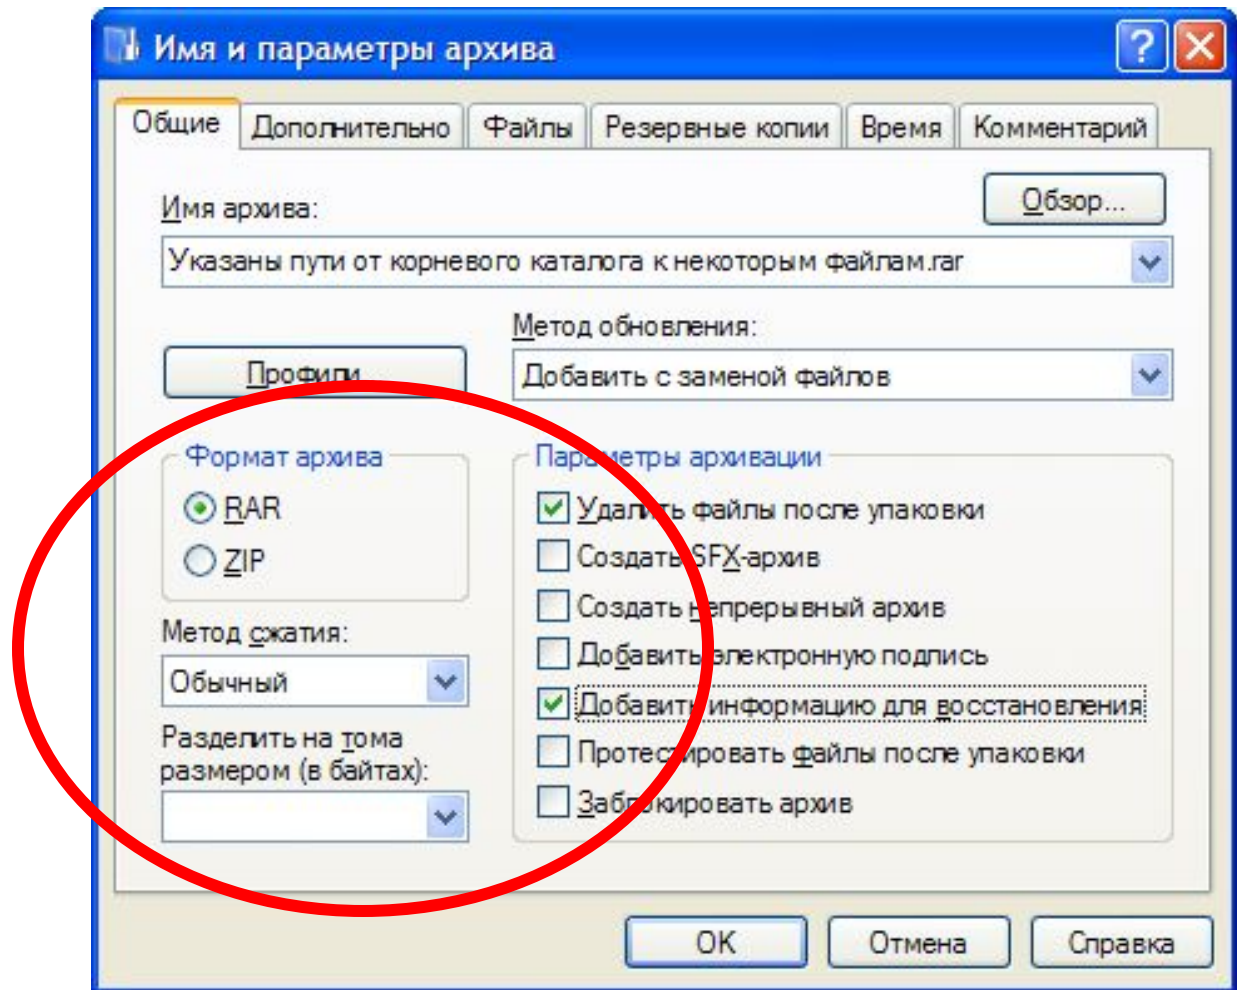 Имя и параметры архива
Общие Дополнительно Файлы Резервные копии Время Комментарий
Имя архива:
Обзор...
Указаны пути от корневого каталога к некоторым файлам.rar
Метод обновления:
Профили
Добавить с заменой файлов
Формат архива
RAR
ZIP
Метод сжатия:
Обычный
Разделить на тома
размером (в байтах):
Параметры архивации
Удалить файлы после упаковки
Создать SFX-архив
Создать непрерывный архив
Добавить электронную подпись
Добавить информацию для восстановления
Протестировать файлы после упаковки
Заблокировать архив
OK Отмена Справка